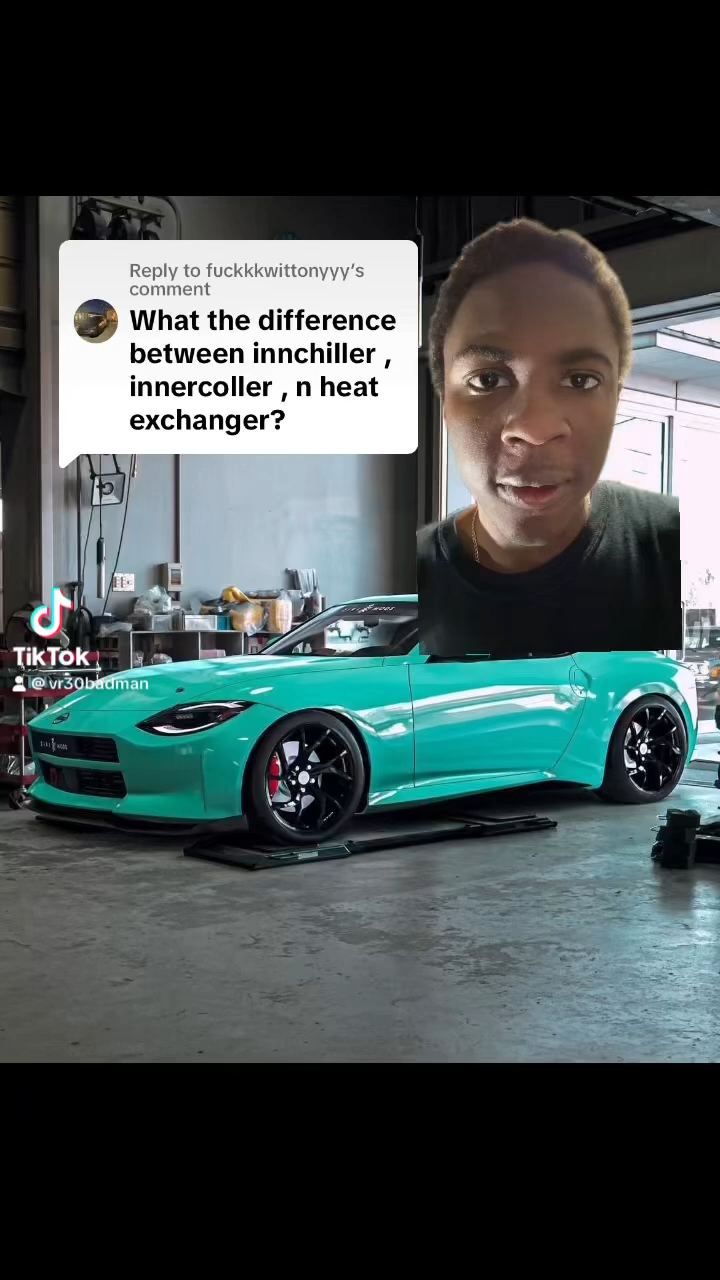 Reply to fuckkkwittonyyy's
comment
What the difference
between innchiller ,
innercoller , n heat
exchanger?
TikTok
@vr30badman